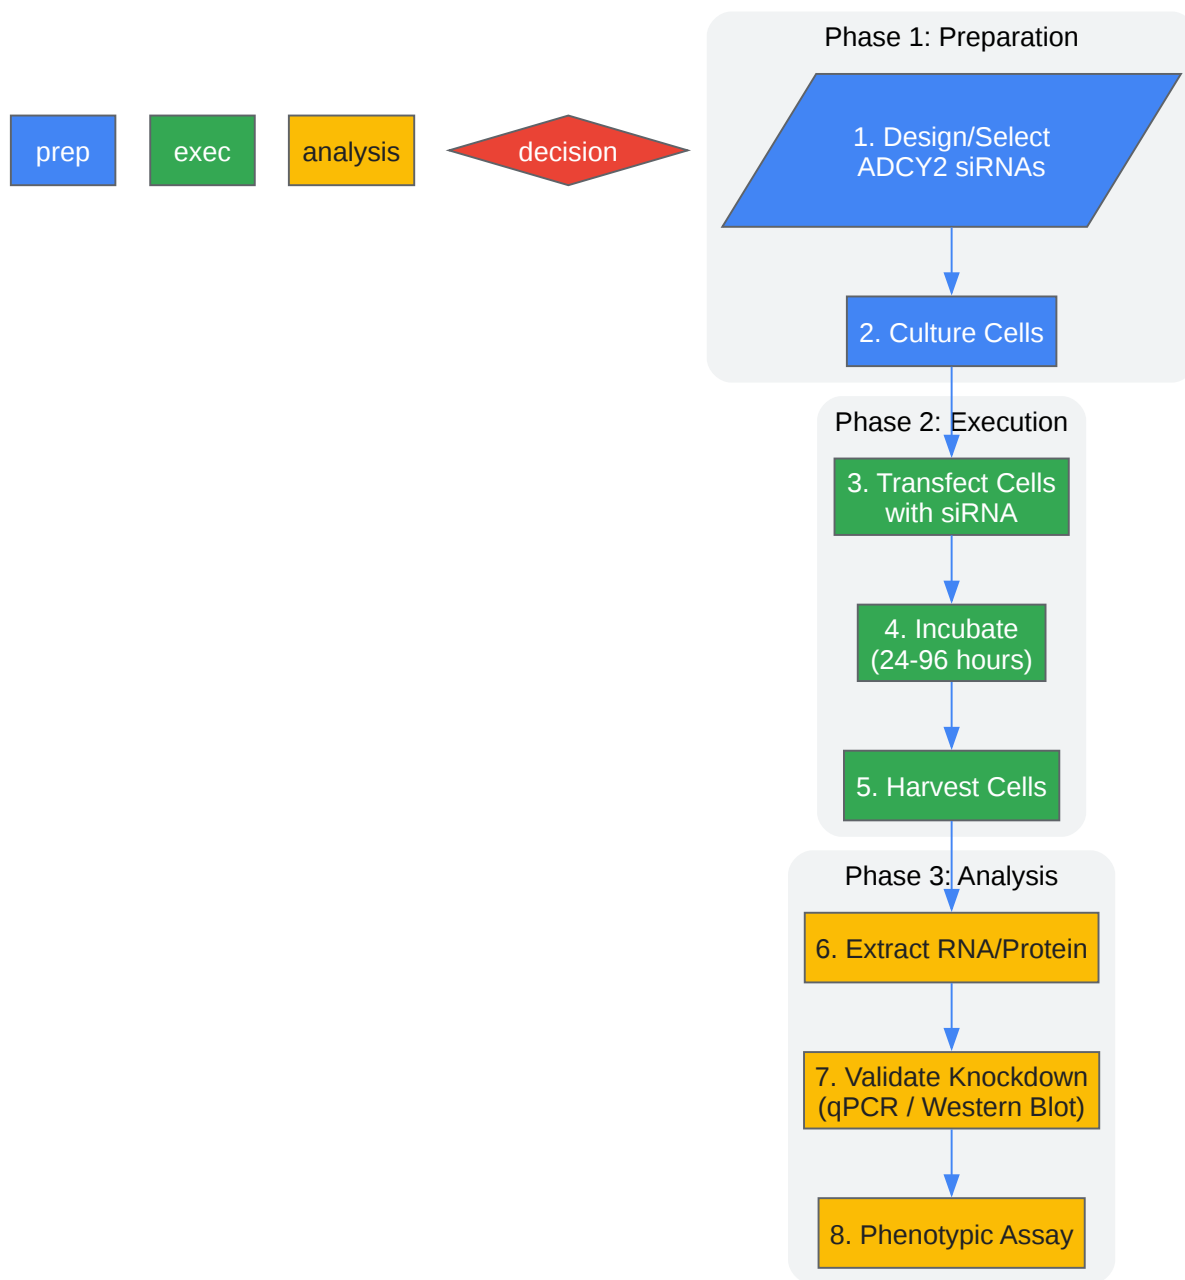 prep
exec
analysis
decision
Phase 1: Preparation
1. Design/Select
ADCY2 siRNAs
2. Culture Cells
Phase 2: Execution
3. Transfect Cells
with siRNA
4. Incubate
(24-96 hours)
5. Harvest Cells
Phase 3: Analysis
6. Extract RNA/Protein
7. Validate Knockdown
(qPCR / Western Blot)
8. Phenotypic Assay